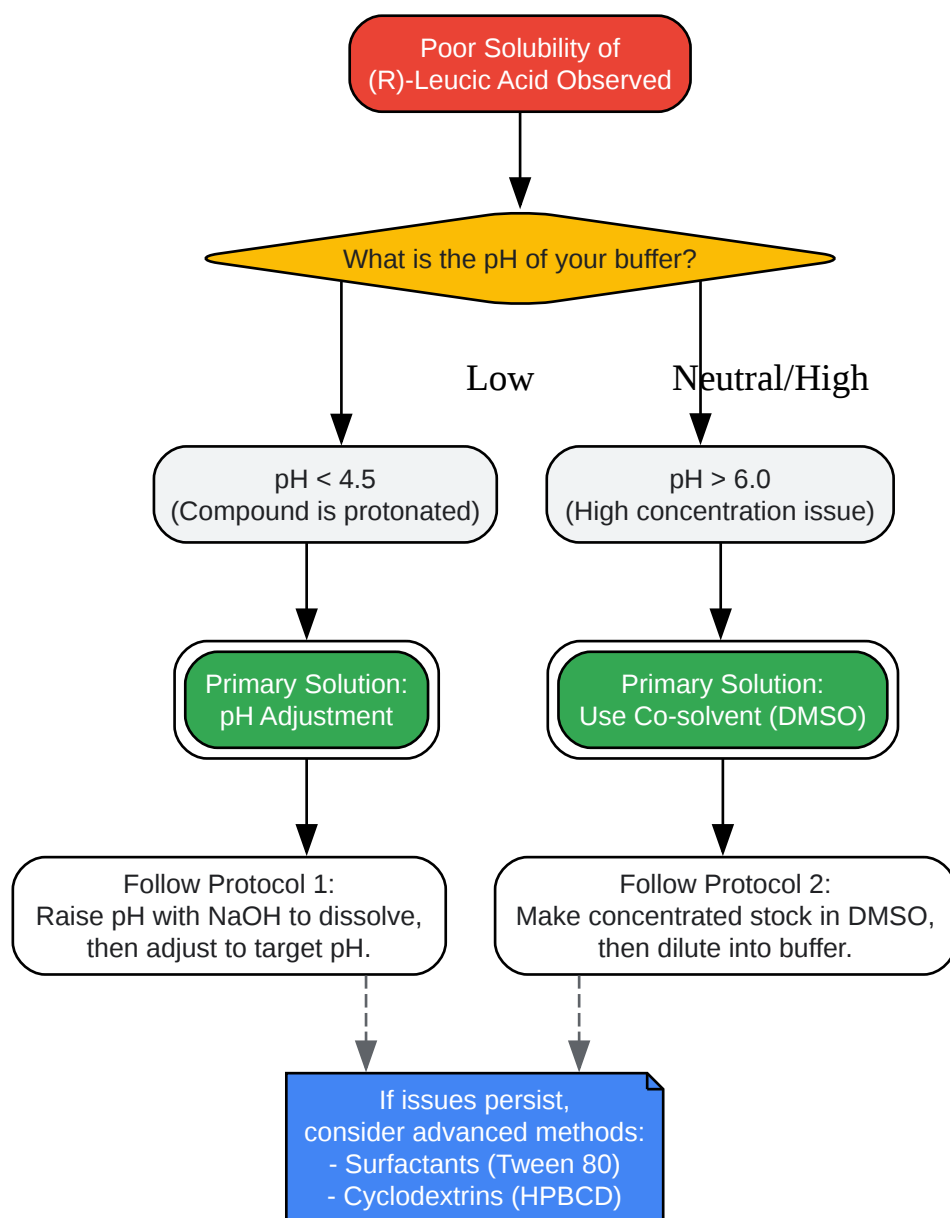 Poor Solubility of
(R)-Leucic Acid Observed
What is the pH of your buffer?
Low
Neutral/High
pH < 4.5
(Compound is protonated)
pH > 6.0
(High concentration issue)
Primary Solution:
pH Adjustment
Primary Solution:
Use Co-solvent (DMSO)
Follow Protocol 1:
Raise pH with NaOH to dissolve,
then adjust to target pH.
Follow Protocol 2:
Make concentrated stock in DMSO,
then dilute into buffer.
If issues persist,
consider advanced methods:
- Surfactants (Tween 80)
- Cyclodextrins (HPBCD)